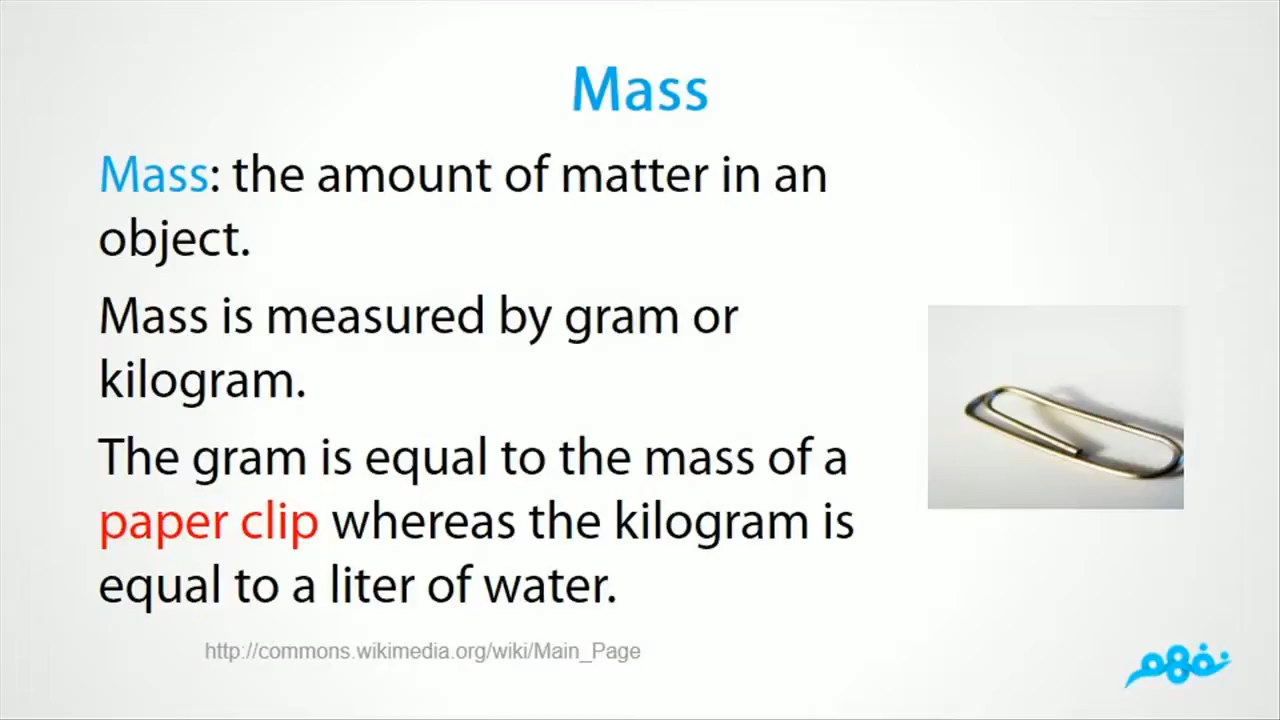 Mass
Mass: the amount of matter in an
object.
Mass is measured by gram or
kilogram.
The gram is equal to the mass of a
paper clip whereas the kilogram is
equal to a liter of water.
http://commons.wikimedia.org/wiki/Main_Page
نفهم